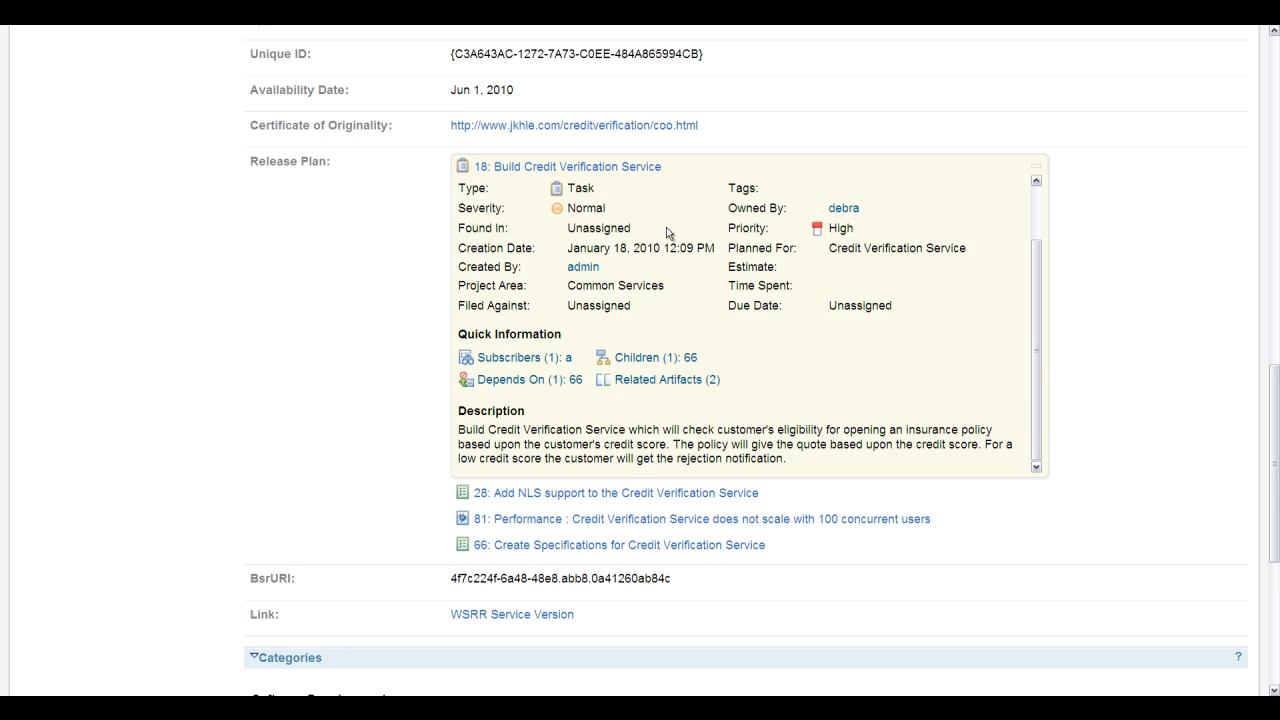 Unique ID: {C3A643AC-1272-7A73-C0EE-484A865994CB}
Availability Date: Jun 1, 2010
Certificate of Originality: http://www.jkhle.com/creditverification/coo.html
Release Plan: 18: Build Credit Verification Service
Type: Task Tags:
Severity: Normal Owned By: debra
Found In: Unassigned Priority: High
Creation Date: January 18, 2010 12:09 PM Planned For: Credit Verification Service
Created By: admin Estimate:
Project Area: Common Services Time Spent:
Filed Against: Unassigned Due Date: Unassigned
Quick Information
Subscribers (1): a Children (1): 66
Depends On (1): 66 Related Artifacts (2)
Description
Build Credit Verification Service which will check customer's eligibility for opening an insurance policy
based upon the customer's credit score. The policy will give the quote based upon the credit score. For a
low credit score the customer will get the rejection notification.
28: Add NLS support to the Credit Verification Service
81: Performance : Credit Verification Service does not scale with 100 concurrent users
66: Create Specifications for Credit Verification Service
BsrURI: 4f7c224f-6a48-48e8.abb8.0a41260ab84c
Link: WSRR Service Version
Categories ?